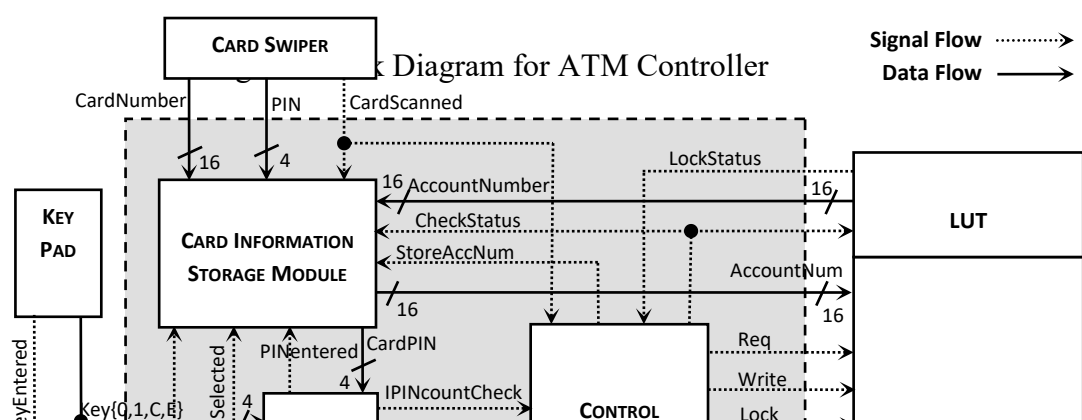 CARD SWIPER
Signal Flow
Diagram for ATM Controller
Data Flow
CardNumber
PIN
CardScanned
16
4
LockStatus
KEY
PAD
16
AccountNumber
16
CARD INFORMATION
STORAGE MODULE
CheckStatus
LUT
StoreAccNum
AccountNum
16
16
PINentered
CardPIN
Req
KeyEntered
Selected
4
Write
Key{0,1,C,E}
4
IPINcountCheck
CONTROL
Lock